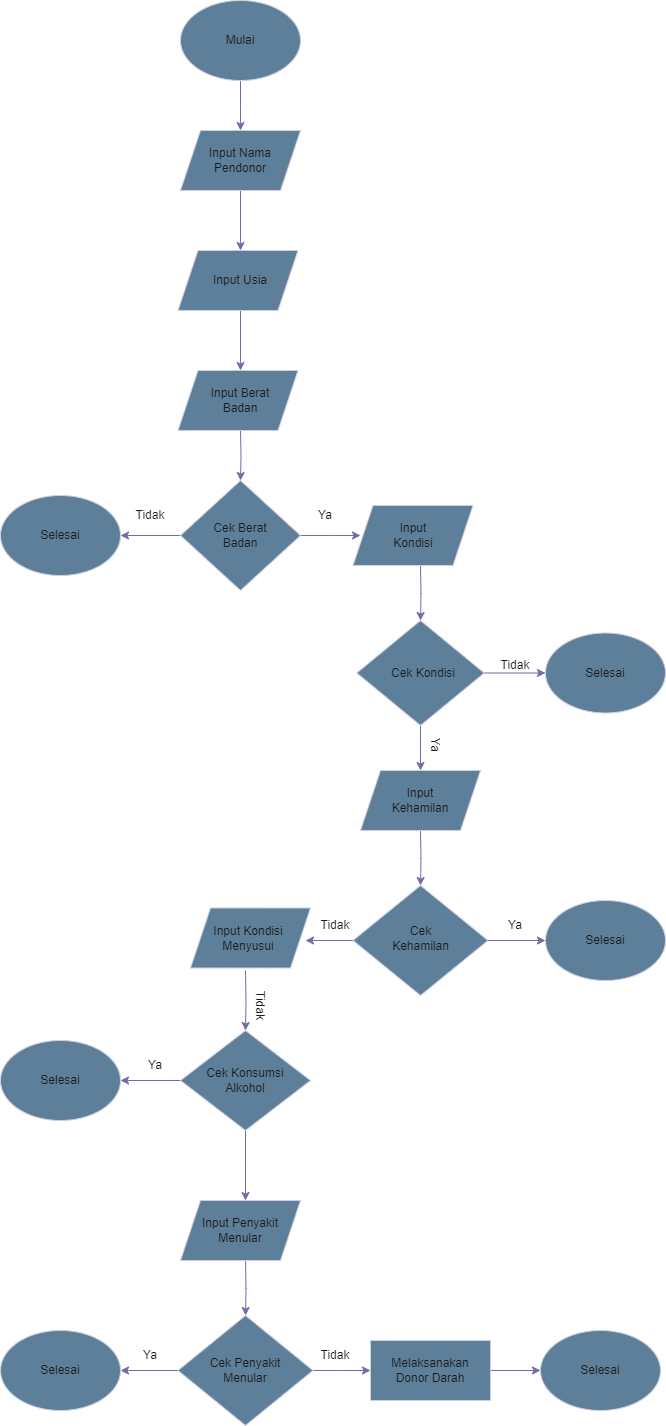 Mulai
Input Nama
Pendonor
Input Usia
Input Berat
Badan
Cek Berat
Badan
Tidak
Selesai
Ya
Input
Kondisi
Cek Kondisi
Tidak
Selesai
Ya
Input
Kehamilan
Cek
Kehamilan
Ya
Selesai
Tidak
Input Kondisi
Menyusui
Tidak
Cek Konsumsi
Alkohol
Ya
Selesai
Input Penyakit
Menular
Cek Penyakit
Menular
Ya
Selesai
Tidak
Melaksanakan
Donor Darah
Selesai